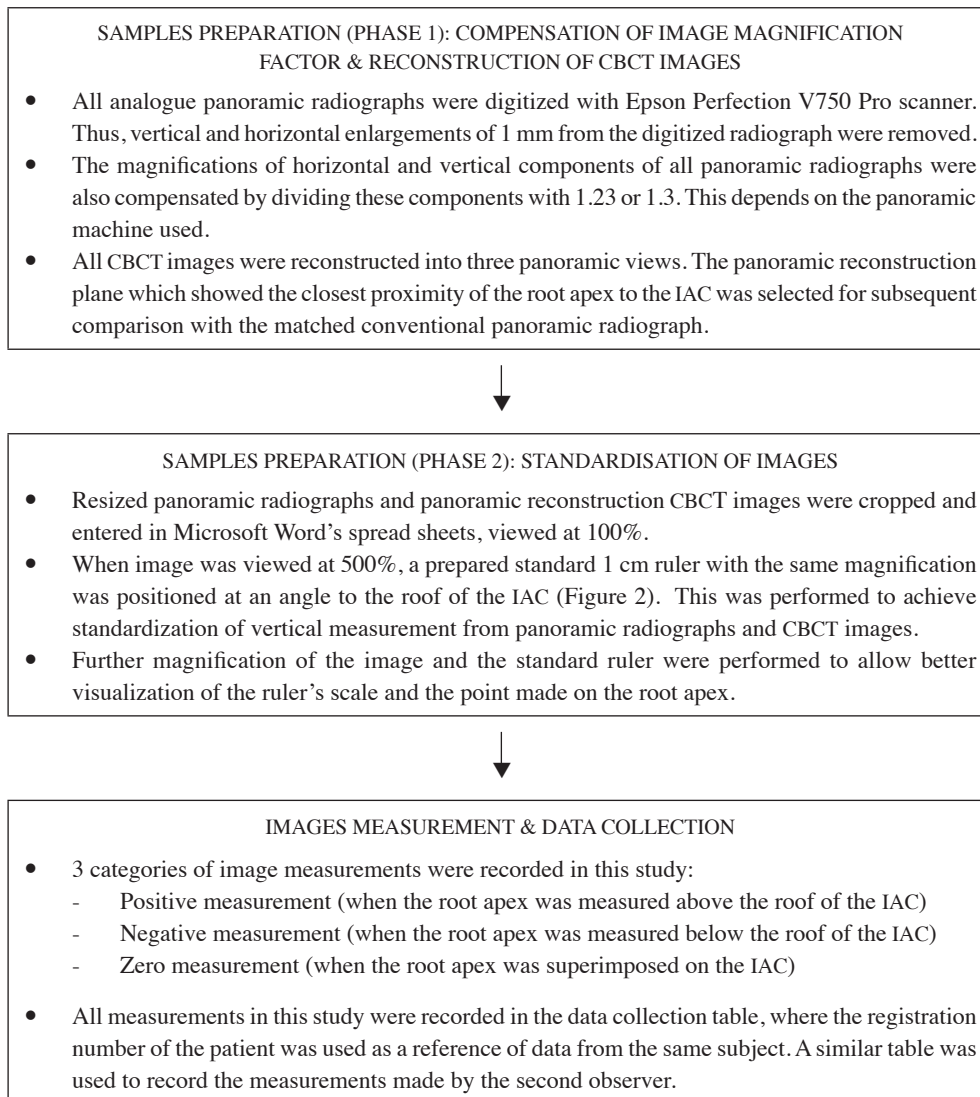 SAMPLES PREPARATION (PHASE 1): COMPENSATION OF IMAGE MAGNIFICATION
FACTOR & RECONSTRUCTION OF CBCT IMAGES
• All analogue panoramic radiographs were digitized with Epson Perfection V750 Pro scanner.
Thus, vertical and horizontal enlargements of 1 mm from the digitized radiograph were removed.
• The magnifications of horizontal and vertical components of all panoramic radiographs were
also compensated by dividing these components with 1.23 or 1.3. This depends on the panoramic
machine used.
• All CBCT images were reconstructed into three panoramic views. The panoramic reconstruction
plane which showed the closest proximity of the root apex to the IAC was selected for subsequent
comparison with the matched conventional panoramic radiograph.
SAMPLES PREPARATION (PHASE 2): STANDARDISATION OF IMAGES
• Resized panoramic radiographs and panoramic reconstruction CBCT images were cropped and
entered in Microsoft Word's spread sheets, viewed at 100%.
• When image was viewed at 500%, a prepared standard 1 cm ruler with the same magnification
was positioned at an angle to the roof of the IAC (Figure 2). This was performed to achieve
standardization of vertical measurement from panoramic radiographs and CBCT images.
• Further magnification of the image and the standard ruler were performed to allow better
visualization of the ruler's scale and the point made on the root apex.
IMAGES MEASUREMENT & DATA COLLECTION
• 3 categories of image measurements were recorded in this study:
- Positive measurement (when the root apex was measured above the roof of the IAC)
- Negative measurement (when the root apex was measured below the roof of the IAC)
- Zero measurement (when the root apex was superimposed on the IAC)
• All measurements in this study were recorded in the data collection table, where the registration
number of the patient was used as a reference of data from the same subject. A similar table was
used to record the measurements made by the second observer.